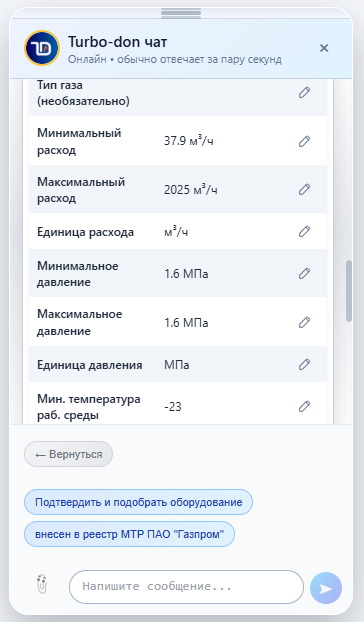 Turbo-don чат
Онлайн • обычно отвечает за пару секунд
×
Тип газа
(необязательно)
Минимальный
расход
37.9 м³/ч
Максимальный
расход
2025 м³/ч
Единица расхода
м³/ч
Минимальное
давление
1.6 МПа
Максимальное
давление
1.6 МПа
Единица давления
МПа
Мин. температура
раб. среды
-23
← Вернуться
Подтвердить и подобрать оборудование
внесен в реестр МТР ПАО "Газпром"
Напишите сообщение...